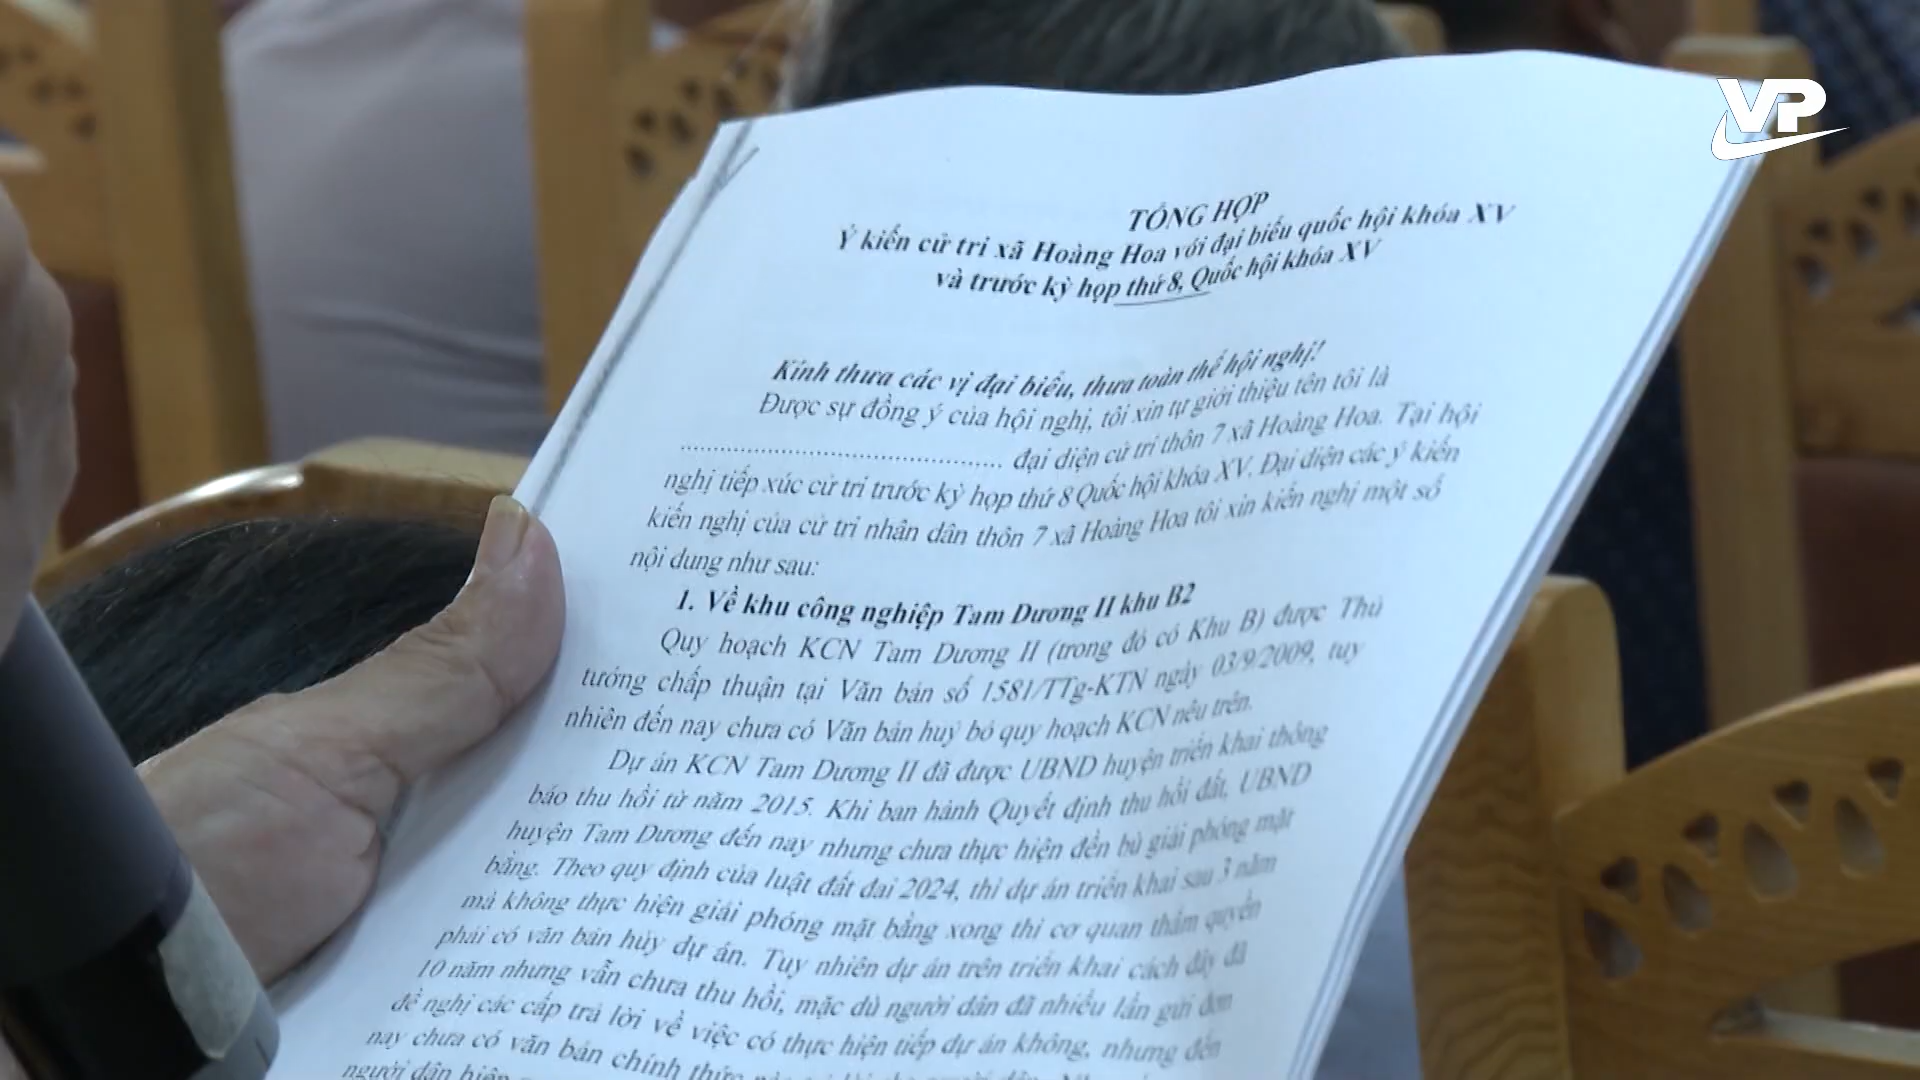 VP
TỔNG HỢP
Ý kiến cử tri xã Hoàng Hoa với đại biểu quốc hội khóa XV
và trước kỳ họp thứ 8, Quốc hội khóa XV
Kính thưa các vị đại biểu, thưa toàn thể hội nghị!
Được sự đồng ý của hội nghị, tôi xin tự giới thiệu tên tôi là
........................................... đại diện cử tri thôn 7 xã Hoàng Hoa. Tại hội
nghị tiếp xúc cử tri trước kỳ họp thứ 8 Quốc hội khóa XV. Đại diện các ý kiến
kiến nghị của cử tri nhân dân thôn 7 xã Hoàng Hoa tôi xin kiến nghị một số
nội dung như sau:
1. Về khu công nghiệp Tam Dương II khu B2
Quy hoạch KCN Tam Dương II (trong đó có Khu B) được Thủ
tướng chấp thuận tại Văn bản số 1581/TTg-KTN ngày 03/9/2009, tuy
nhiên đến nay chưa có Văn bản huỷ bỏ quy hoạch KCN nêu trên.
Dự án KCN Tam Dương II đã được UBND huyện triển khai thông
báo thu hồi từ năm 2015. Khi ban hành Quyết định thu hồi đất, UBND
huyện Tam Dương đến nay nhưng chưa thực hiện đền bù giải phóng mặt
bằng. Theo quy định của luật đất đai 2024, thì dự án triển khai sau 3 năm
mà không thực hiện giải phóng mặt bằng xong thì cơ quan thẩm quyền
phải có văn bản hủy dự án. Tuy nhiên dự án trên triển khai cách đây đã
10 năm nhưng vẫn chưa thu hồi, mặc dù người dân đã nhiều lần gửi đơn
đề nghị các cấp trả lời về việc có thực hiện tiếp dự án không, nhưng đến
nay chưa có văn bản chính thức
người dân hiện